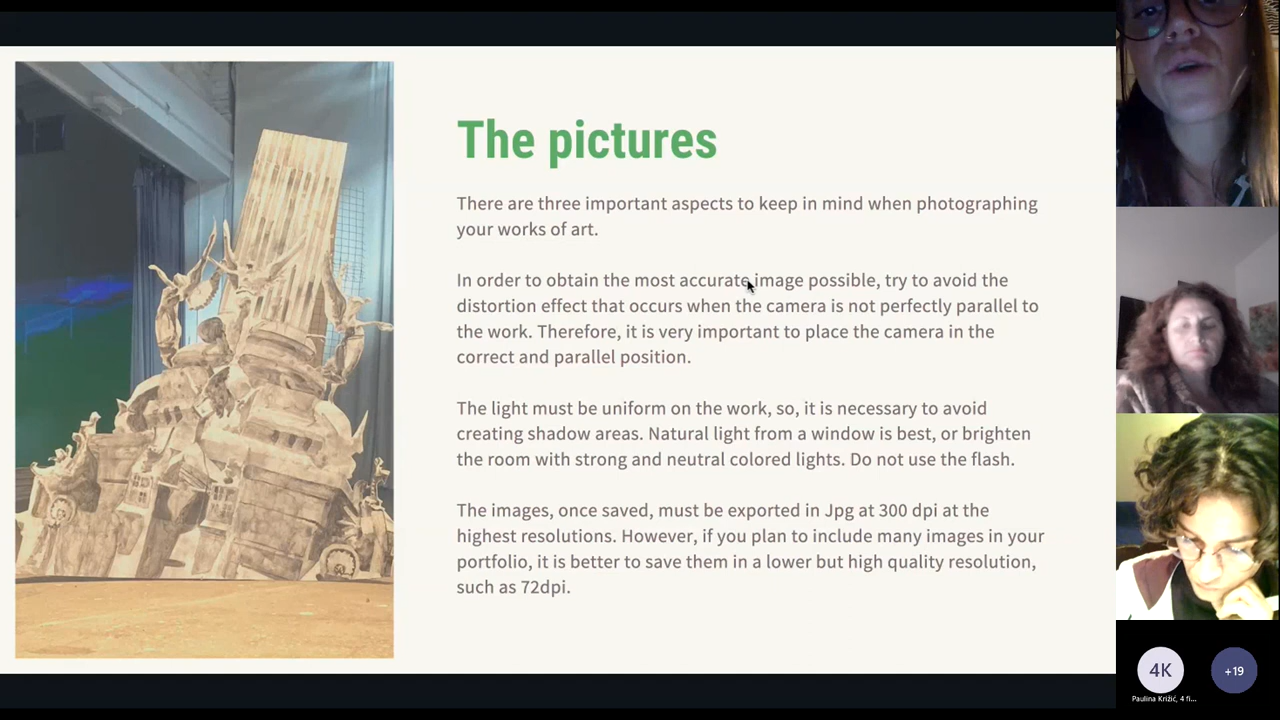 The pictures
There are three important aspects to keep in mind when photographing
your works of art.
In order to obtain the most accurate image possible, try to avoid the
distortion effect that occurs when the camera is not perfectly parallel to
the work. Therefore, it is very important to place the camera in the
correct and parallel position.
The light must be uniform on the work, so, it is necessary to avoid
creating shadow areas. Natural light from a window is best, or brighten
the room with strong and neutral colored lights. Do not use the flash.
The images, once saved, must be exported in Jpg at 300 dpi at the
highest resolutions. However, if you plan to include many images in your
portfolio, it is better to save them in a lower but high quality resolution,
such as 72dpi.
4K
+19
Paulina Križić, 4 fi...